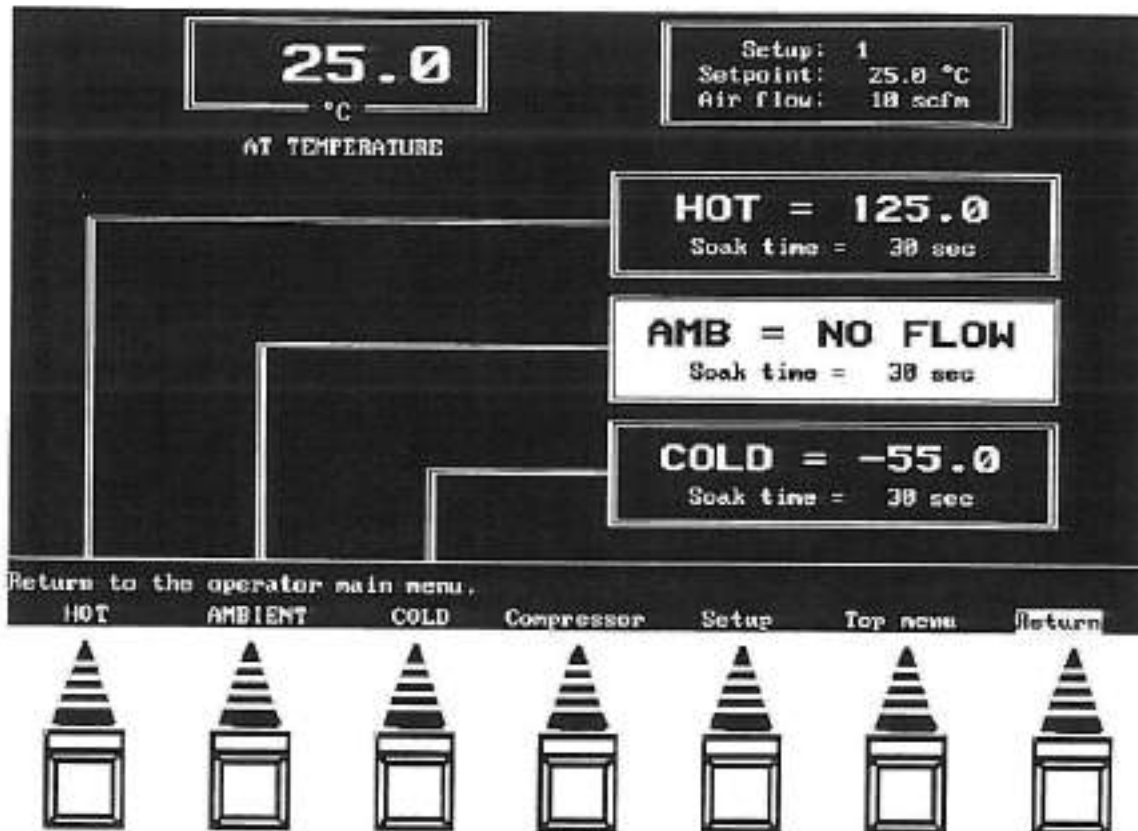 25.0
°C
AT TEMPERATURE
Setup: 1
Setpoint: 25.0 °C
Air flow: 10 scfm
HOT = 125.0
Soak time = 30 sec
AMB = NO FLOW
Soak time = 30 sec
COLD = -55.0
Soak time = 30 sec
Return to the operator main menu.
HOT AMBIENT COLD Compressor Setup Top menu Return